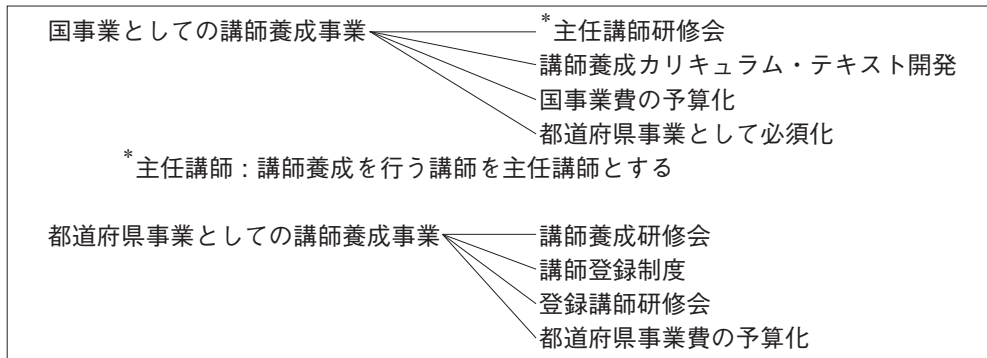 国事業としての講師養成事業
*主任講師研修会
講師養成カリキュラム・テキスト開発
国事業費の予算化
都道府県事業として必須化
*主任講師：講師養成を行う講師を主任講師とする
都道府県事業としての講師養成事業
講師養成研修会
講師登録制度
登録講師研修会
都道府県事業費の予算化